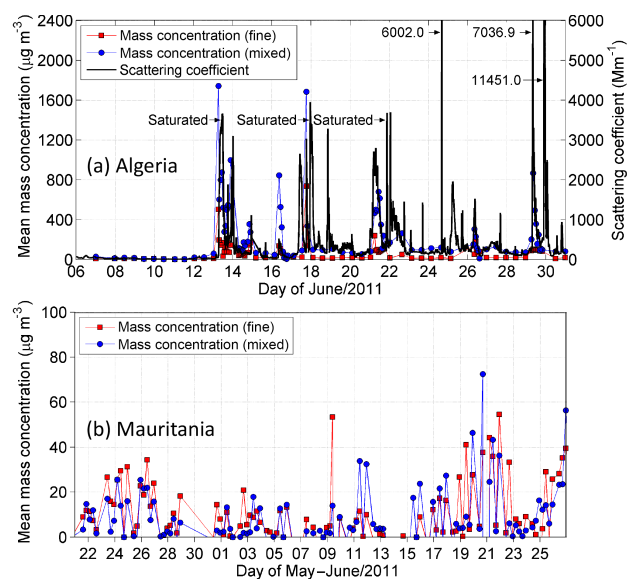 2400
6000
6002.0
7036.9
Mass concentration (fine)
Mass concentration (mixed)
Scattering coefficient
2000
5000
11451.0
1600
4000
Saturated
Saturated
Saturated
1200
3000
(a) Algeria
800
2000
400
1000
0
0
Mean mass concentration (μg m-3)
Scattering coefficient (Mm-1)
06 08 10 12 14 16 18 20 22 24 26 28 30
Day of June/2011
100
Mass concentration (fine)
Mass concentration (mixed)
80
60
(b) Mauritania
40
20
0
Mean mass concentration (μg m-3)
22 24 26 28 30 01 03 05 07 09 11 13 15 17 19 21 23 25
Day of May−June/2011